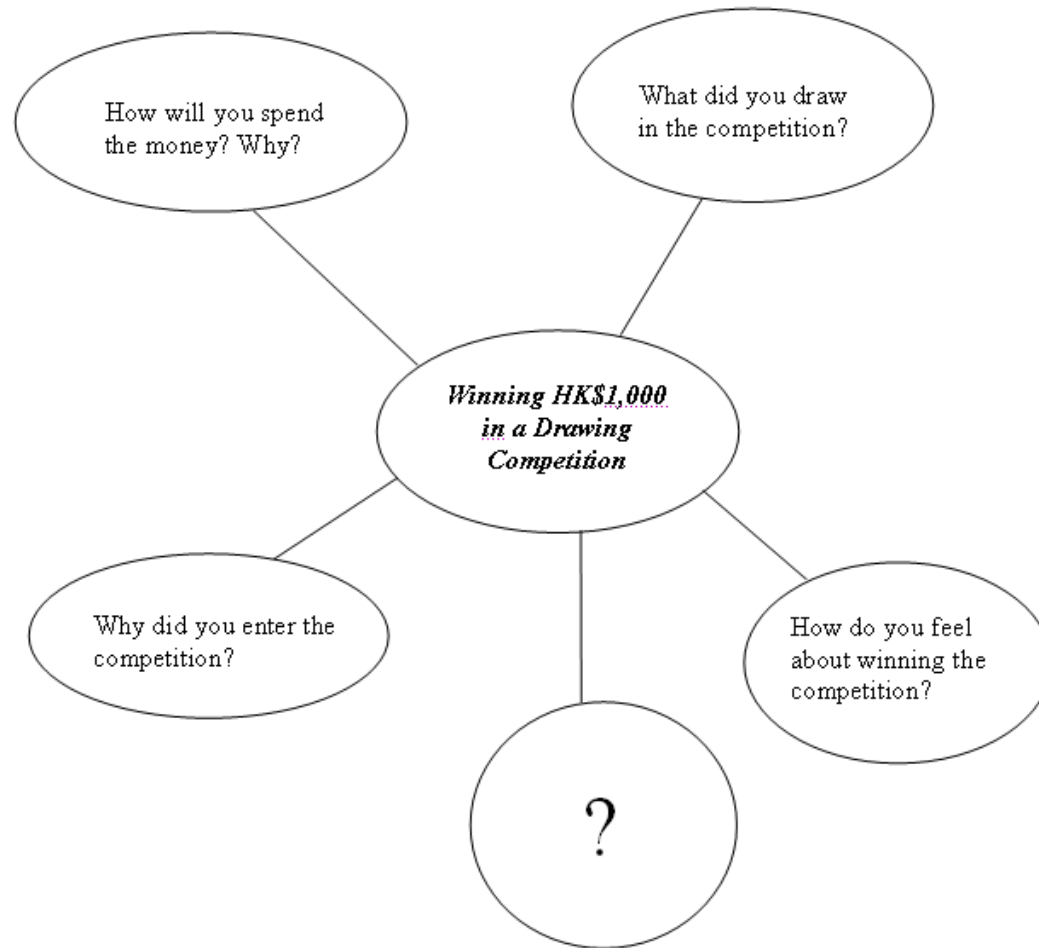 How will you spend
the money? Why?
What did you draw
in the competition?
Winning HK$1,000
in a Drawing
Competition
Why did you enter the
competition?
How do you feel
about winning the
competition?
?